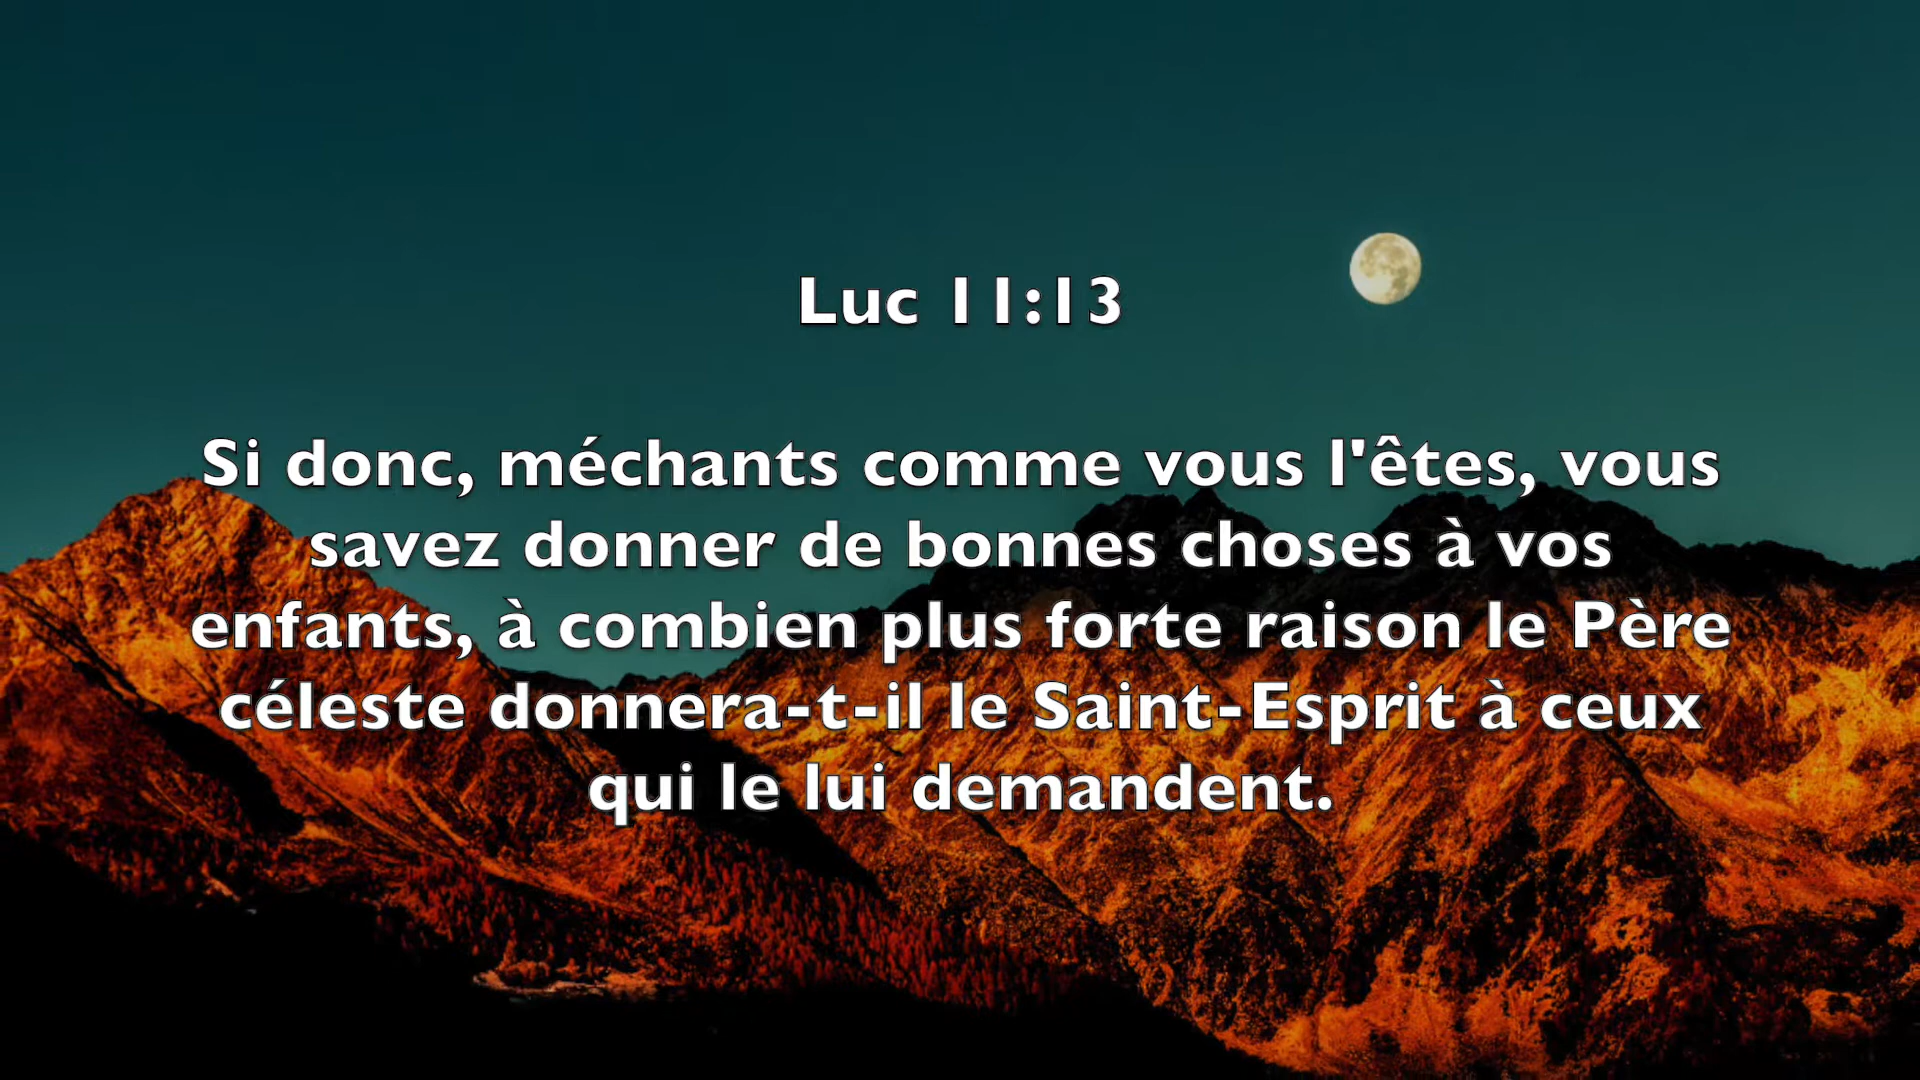 Luc 11:13
Si donc, méchants comme vous l'êtes, vous
savez donner de bonnes choses à vos
enfants, à combien plus forte raison le Père
céleste donnera-t-il le Saint-Esprit à ceux
qui le lui demandent.